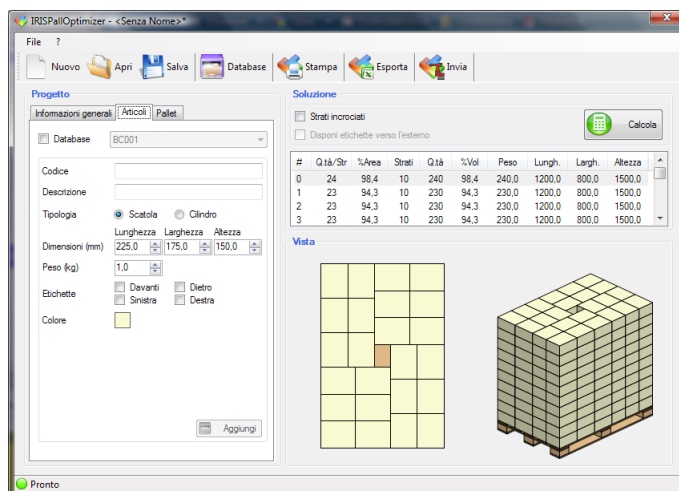 IRISPallOptimizer - <Senza Nome>*
File ?
Nuovo Apri Salva Database Stampa Esporta Invia
Progetto
Informazioni generali Articoli Pallet
Database BC001
Codice
Descrizione
Tipologia Scatola Cilindro
Lunghezza Larghezza Altezza
Dimensioni (mm) 225,0 175,0 150,0
Peso (kg) 1,0
Etichette Davanti Dietro
Sinistra Destra
Colore
Aggiungi
Soluzione
Strati incrociati
Disponi etichette verso l'esterno
Calcola
# Q.tà/Str %Area Strati Q.tà %Vol Peso Lungh. Largh. Altezza
0 24 98,4 10 240 98,4 240,0 1200,0 800,0 1500,0
1 23 94,3 10 230 94,3 230,0 1200,0 800,0 1500,0
2 23 94,3 10 230 94,3 230,0 1200,0 800,0 1500,0
3 23 94,3 10 230 94,3 230,0 1200,0 800,0 1500,0
Vista
Pronto